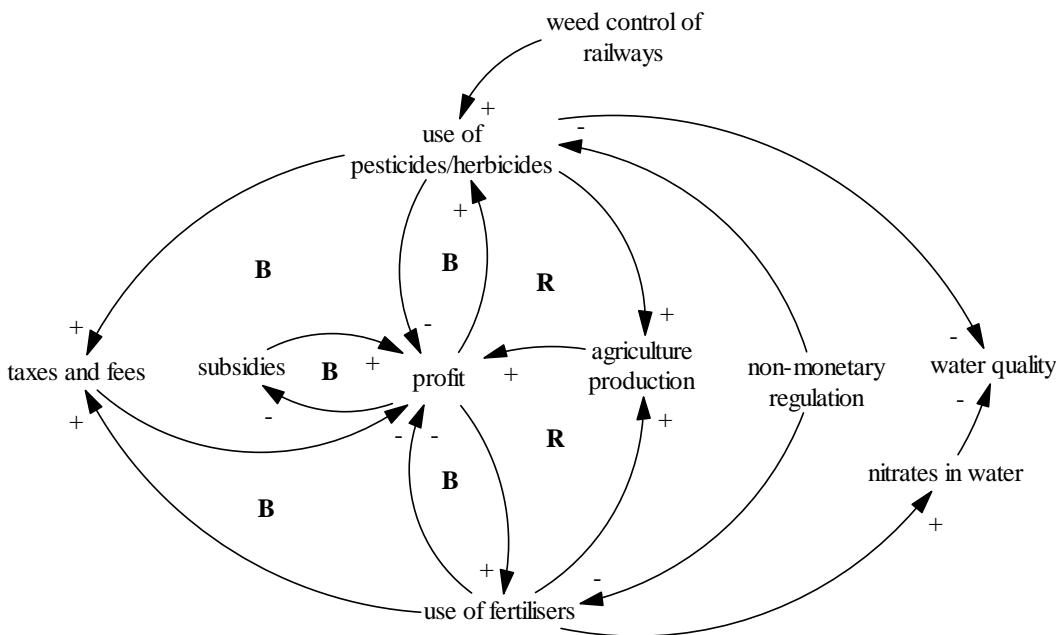 weed control of
railways
+
-
use of
pesticides/herbicides
+
B
B
R
+
-
+
-
taxes and fees
subsidies
B
+
profit
+
agriculture
production
non-monetary
regulation
water quality
+
-
-
-
+
-
R
B
nitrates in water
B
+
+
-
use of fertilisers